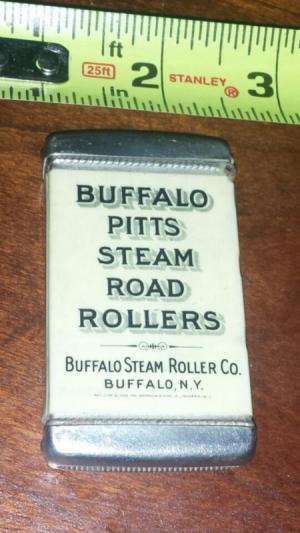 ft
25ft 2 STANLEY® 3
in
BUFFALO
PITTS
STEAM
ROAD
ROLLERS
BUFFALO STEAM ROLLER CO.
BUFFALO, N.Y.